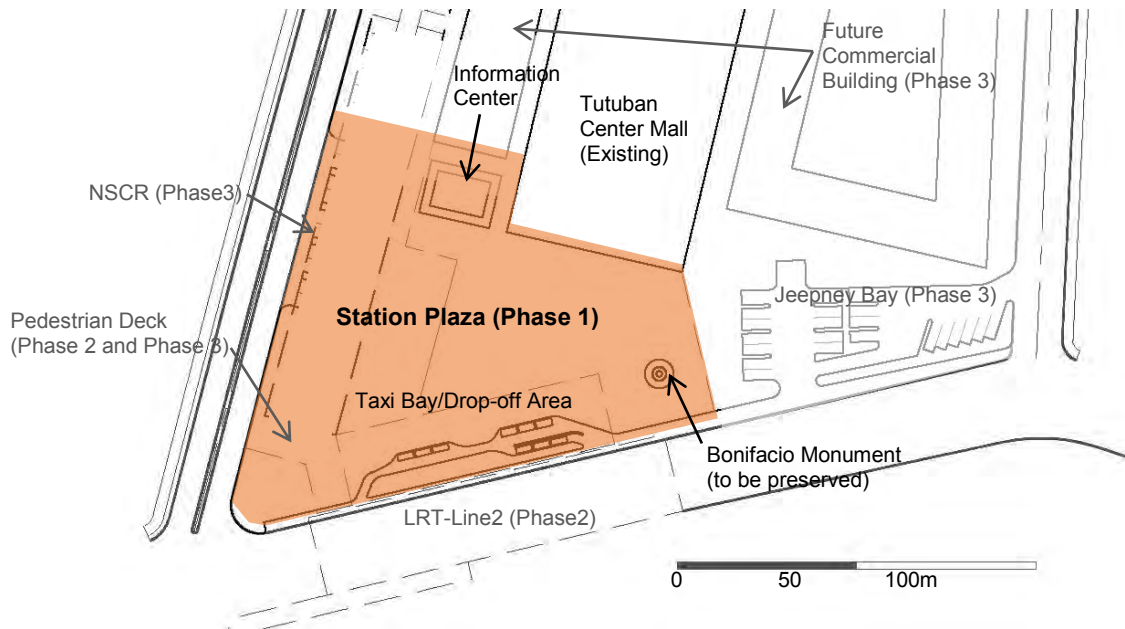 Future
Commercial
Building (Phase 3)
Information
Center
Tutuban
Center Mall
(Existing)
NSCR (Phase3)
Jeepney Bay (Phase 3)
Station Plaza (Phase 1)
Pedestrian Deck
(Phase 2 and Phase 3)
Taxi Bay/Drop-off Area
Bonifacio Monument
(to be preserved)
LRT-Line2 (Phase2)
0 50 100m